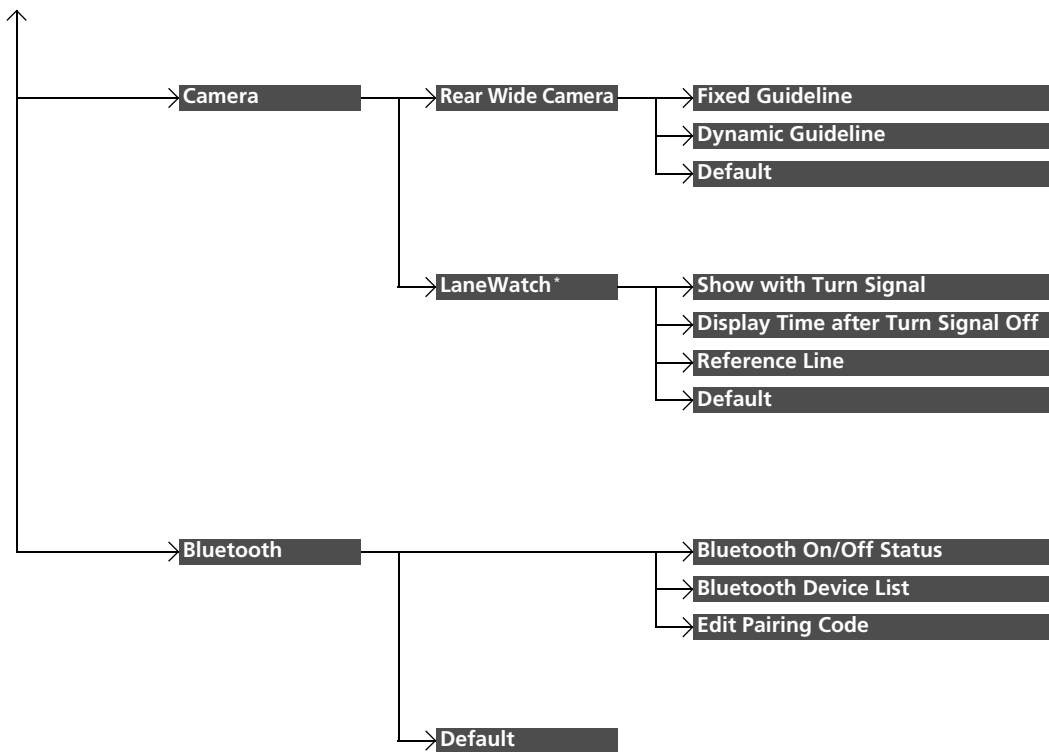 Camera
Rear Wide Camera
Fixed Guideline
Dynamic Guideline
Default
LaneWatch*
Show with Turn Signal
Display Time after Turn Signal Off
Reference Line
Default
Bluetooth
Bluetooth On/Off Status
Bluetooth Device List
Edit Pairing Code
Default